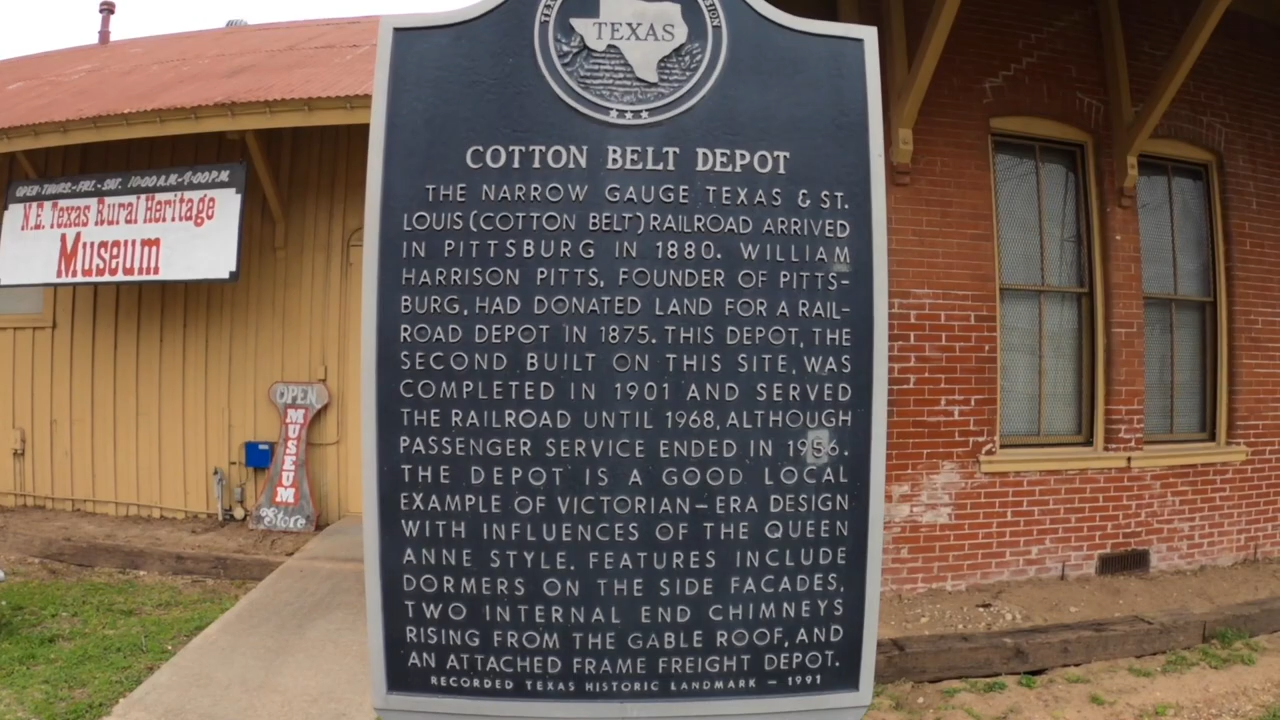 TEXAS
COTTON BELT DEPOT
THE NARROW GAUGE TEXAS & ST.
LOUIS (COTTON BELT) RAILROAD ARRIVED
IN PITTSBURG IN 1880. WILLIAM
HARRISON PITTS, FOUNDER OF PITTS-
BURG, HAD DONATED LAND FOR A RAIL-
ROAD DEPOT IN 1875. THIS DEPOT, THE
SECOND BUILT ON THIS SITE, WAS
COMPLETED IN 1901 AND SERVED
THE RAILROAD UNTIL 1968, ALTHOUGH
PASSENGER SERVICE ENDED IN 1956.
THE DEPOT IS A GOOD LOCAL
EXAMPLE OF VICTORIAN-ERA DESIGN
WITH INFLUENCES OF THE QUEEN
ANNE STYLE. FEATURES INCLUDE
DORMERS ON THE SIDE FACADES,
TWO INTERNAL END CHIMNEYS
RISING FROM THE GABLE ROOF, AND
AN ATTACHED FRAME FREIGHT DEPOT.
RECORDED TEXAS HISTORIC LANDMARK - 1991
OPEN: THURS.-FRI.-SAT. 10:00 A.M.- P.M.
N.E. Texas Rural Heritage
Museum
OPEN
MUSEUM
Store